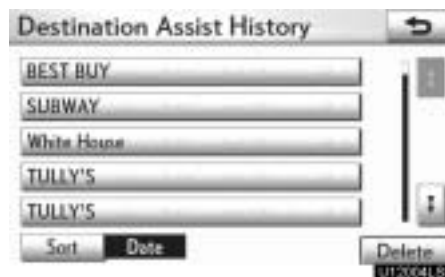 Destination Assist History
BEST BUY
SUBWAY
White House
TULLY'S
TULLY'S
Sort Date
Delete